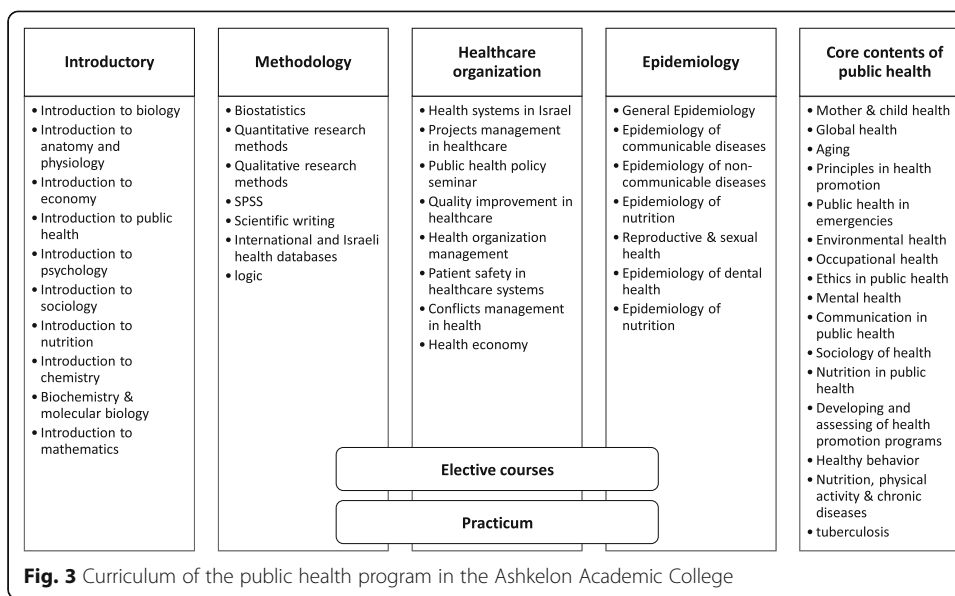 Introductory
• Introduction to biology
• Introduction to
anatomy and
physiology
• Introduction to
economy
• Introduction to public
health
• Introduction to
psychology
• Introduction to
sociology
• Introduction to
nutrition
• Introduction to
chemistry
• Biochemistry &
molecular biology
• Introduction to
mathematics
Methodology
• Biostatistics
• Quantitative research
methods
• Qualitative research
methods
• SPSS
• Scientific writing
• International and Israeli
health databases
• logic
Healthcare
organization
• Health systems in Israel
• Projects management
in healthcare
• Public health policy
seminar
• Quality improvement in
healthcare
• Health organization
management
• Patient safety in
healthcare systems
• Conflicts management
in health
• Health economy
Epidemiology
• General Epidemiology
• Epidemiology of
communicable diseases
• Epidemiology of non-
communicable diseases
• Epidemiology of
nutrition
• Reproductive & sexual
health
• Epidemiology of dental
health
• Epidemiology of
nutrition
Core contents of
public health
• Mother & child health
• Global health
• Aging
• Principles in health
promotion
• Public health in
emergencies
• Environmental health
• Occupational health
• Ethics in public health
• Mental health
• Communication in
public health
• Sociology of health
• Nutrition in public
health
• Developing and
assessing of health
promotion programs
• Healthy behavior
• Nutrition, physical
activity & chronic
diseases
• tuberculosis
Elective courses
Practicum
Fig. 3 Curriculum of the public health program in the Ashkelon Academic College